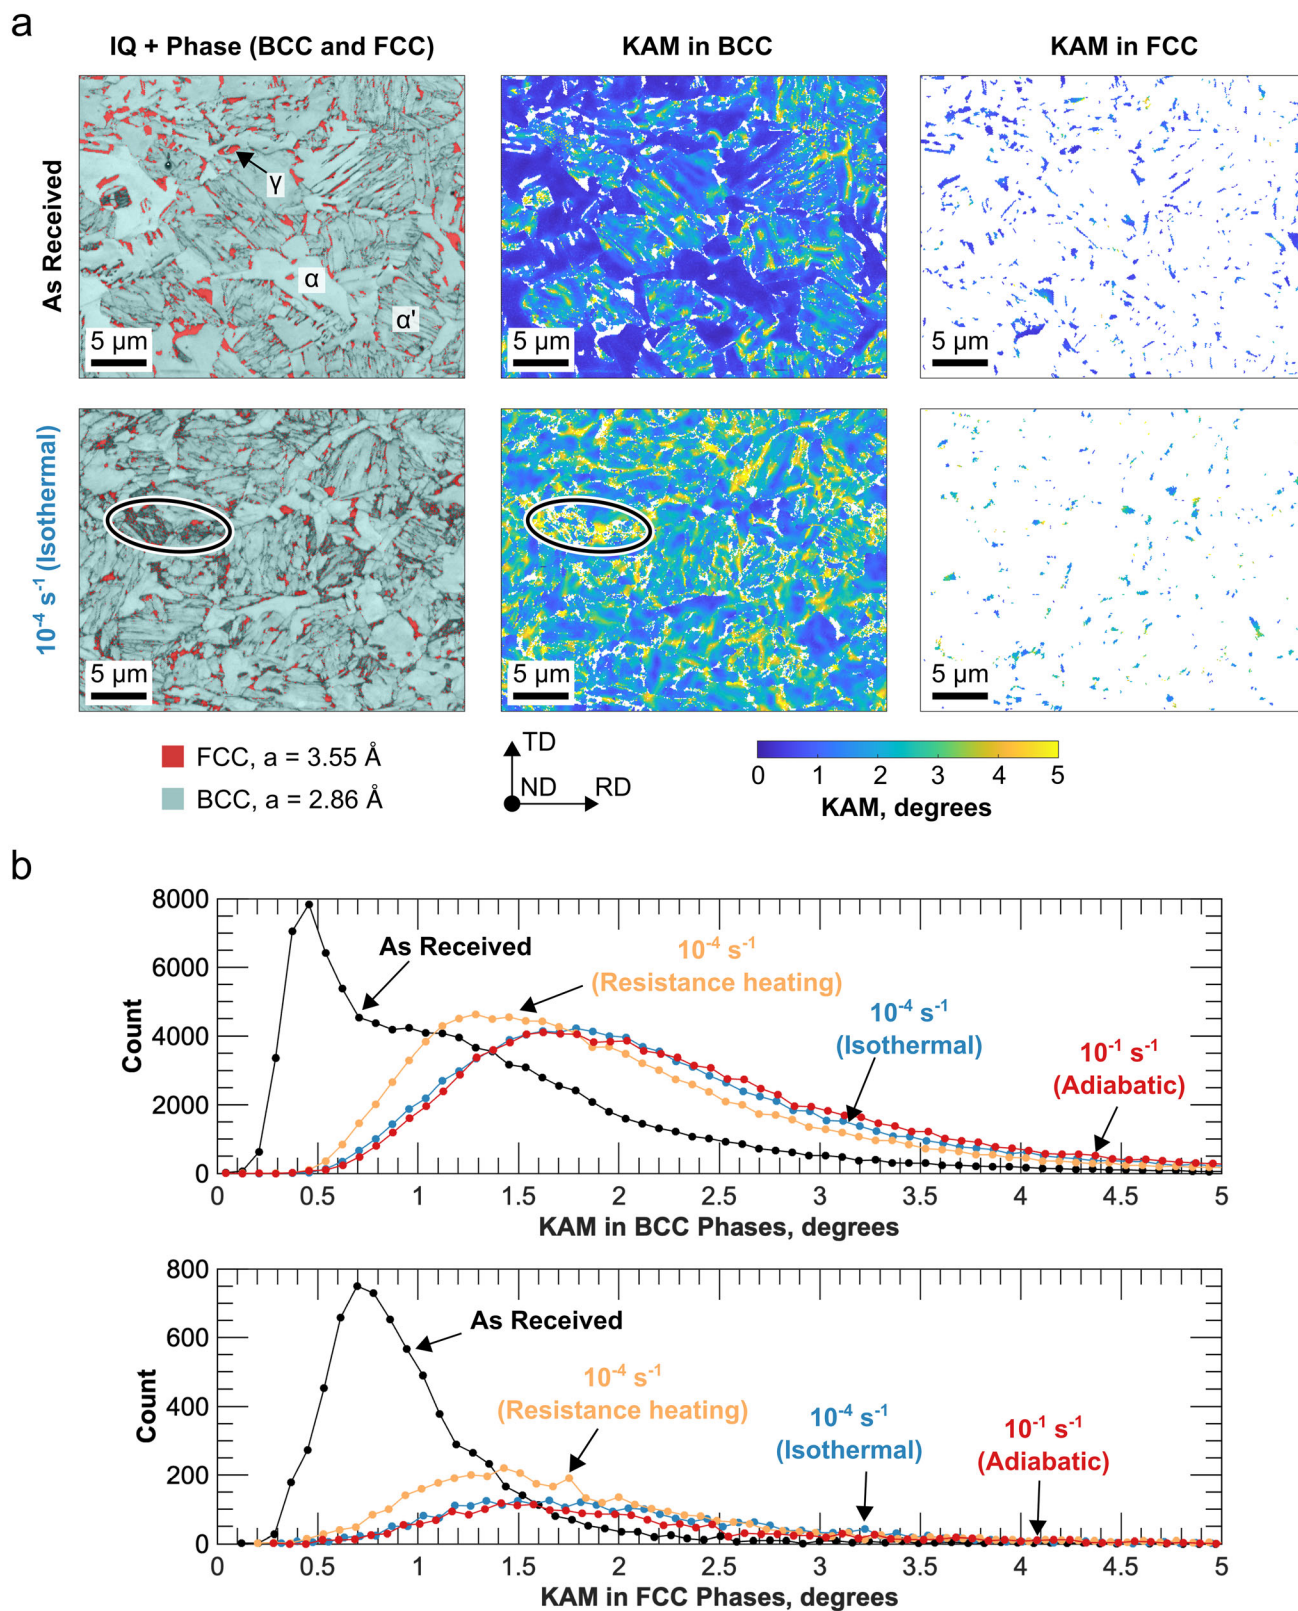 a
IQ + Phase (BCC and FCC)
KAM in BCC
KAM in FCC
As Received
γ
α
α'
5 μm
5 μm
5 μm
10⁻⁴ s⁻¹ (Isothermal)
5 μm
5 μm
5 μm
FCC, a = 3.55 Å
BCC, a = 2.86 Å
TD
ND
RD
0 1 2 3 4 5
KAM, degrees
b
8000
6000
4000
2000
0
Count
As Received
10⁻⁴ s⁻¹
(Resistance heating)
10⁻⁴ s⁻¹
(Isothermal)
10⁻¹ s⁻¹
(Adiabatic)
0 0.5 1 1.5 2 2.5 3 3.5 4 4.5 5
KAM in BCC Phases, degrees
800
600
400
200
0
Count
As Received
10⁻⁴ s⁻¹
(Resistance heating)
10⁻⁴ s⁻¹
(Isothermal)
10⁻¹ s⁻¹
(Adiabatic)
0 0.5 1 1.5 2 2.5 3 3.5 4 4.5 5
KAM in FCC Phases, degrees